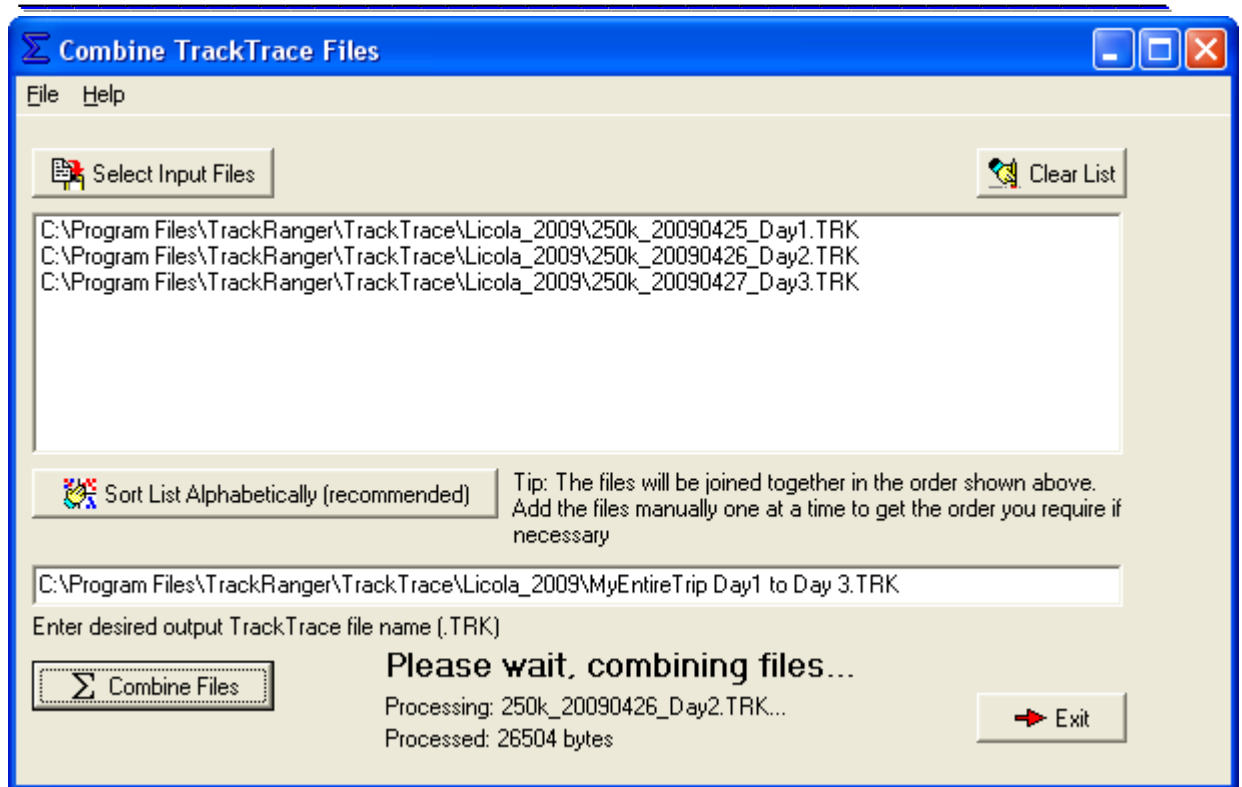 Combine TrackTrace Files
File Help
Select Input Files
Clear List
C:\Program Files\TrackRanger\TrackTrace\Licola_2009\250k_20090425_Day1.TRK
C:\Program Files\TrackRanger\TrackTrace\Licola_2009\250k_20090426_Day2.TRK
C:\Program Files\TrackRanger\TrackTrace\Licola_2009\250k_20090427_Day3.TRK
Sort List Alphabetically (recommended)
Tip: The files will be joined together in the order shown above.
Add the files manually one at a time to get the order you require if
necessary
C:\Program Files\TrackRanger\TrackTrace\Licola_2009\MyEntireTrip Day1 to Day 3.TRK
Enter desired output TrackTrace file name (.TRK)
Σ Combine Files
Please wait, combining files...
Processing: 250k_20090426_Day2.TRK...
Processed: 26504 bytes
Exit